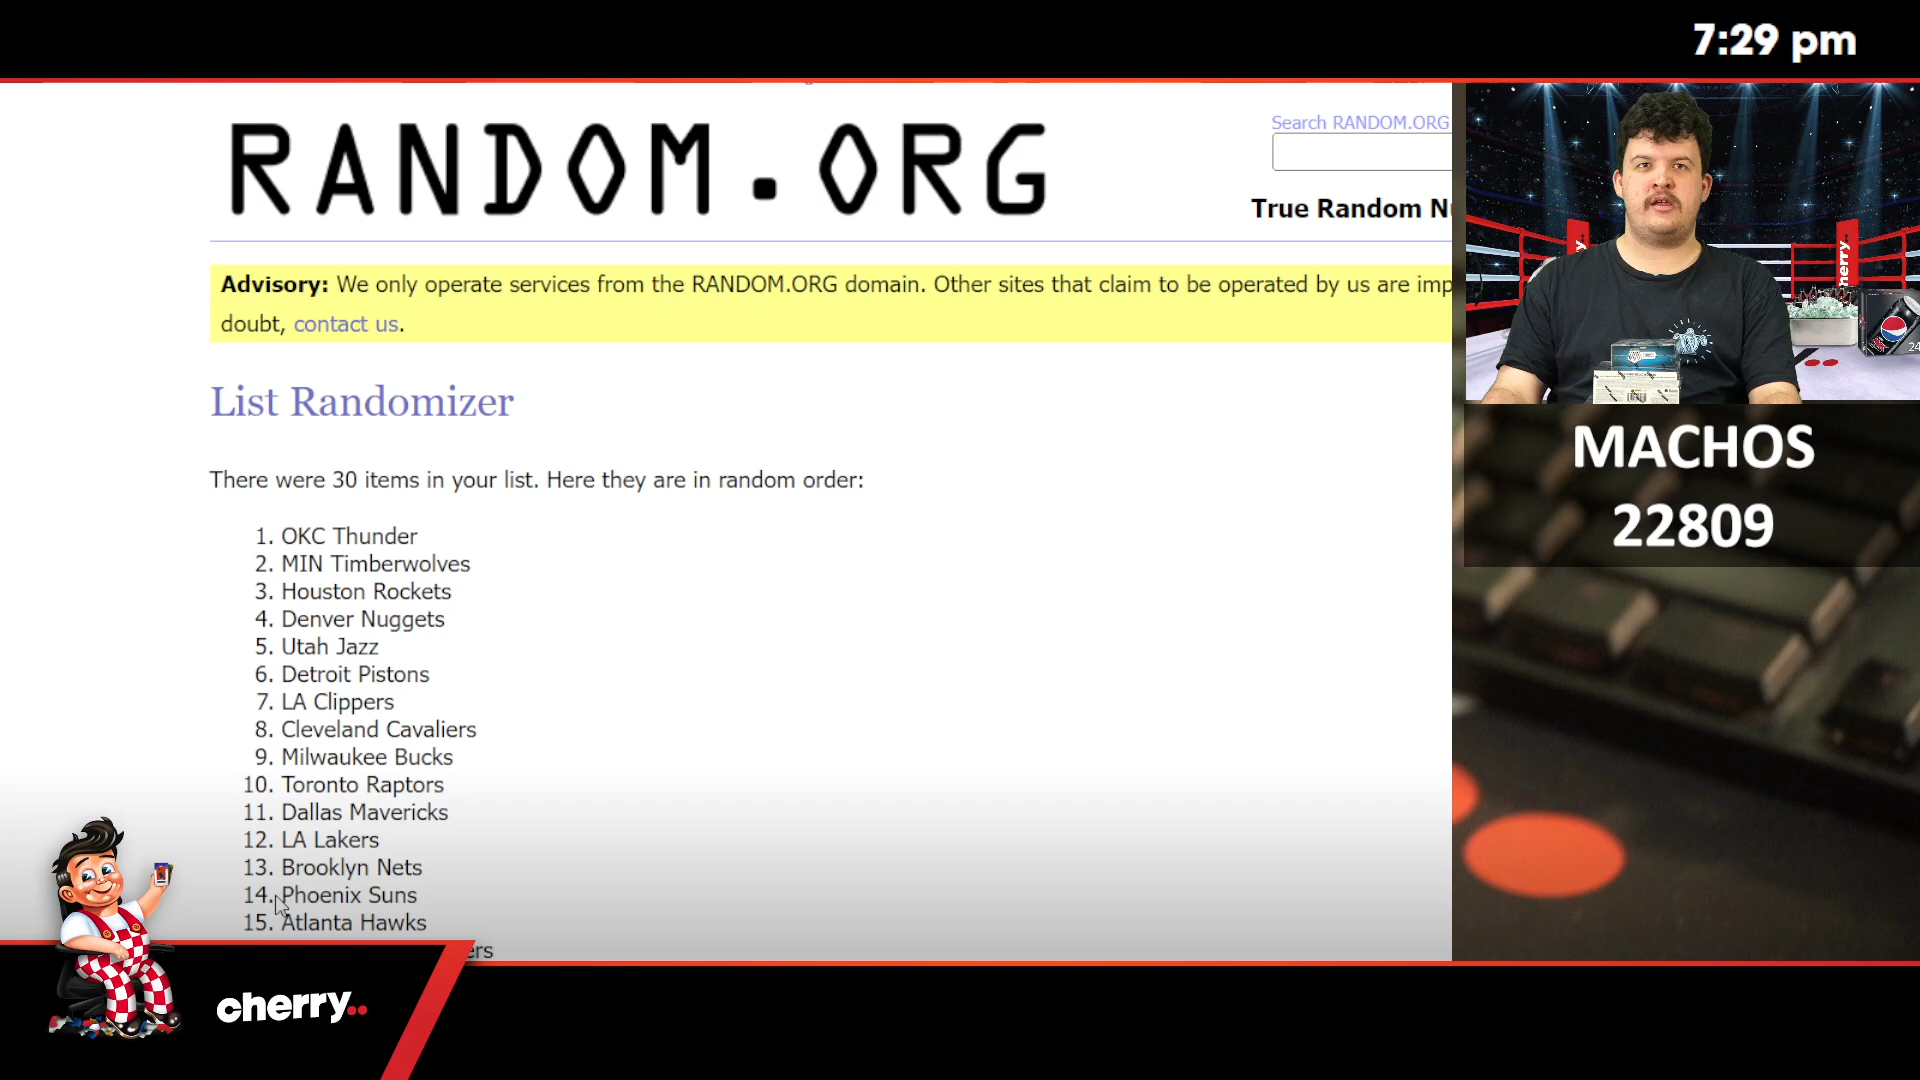 7:29 pm
RANDOM.ORG
Search RANDOM.ORG
True Random
Advisory: We only operate services from the RANDOM.ORG domain. Other sites that claim to be operated by us are
doubt, contact us.
List Randomizer
There were 30 items in your list. Here they are in random order:
1. OKC Thunder
2. MIN Timberwolves
3. Houston Rockets
4. Denver Nuggets
5. Utah Jazz
6. Detroit Pistons
7. LA Clippers
8. Cleveland Cavaliers
9. Milwaukee Bucks
10. Toronto Raptors
11. Dallas Mavericks
12. LA Lakers
13. Brooklyn Nets
14. Phoenix Suns
15. Atlanta Hawks
MACHOS
22809
cherry..